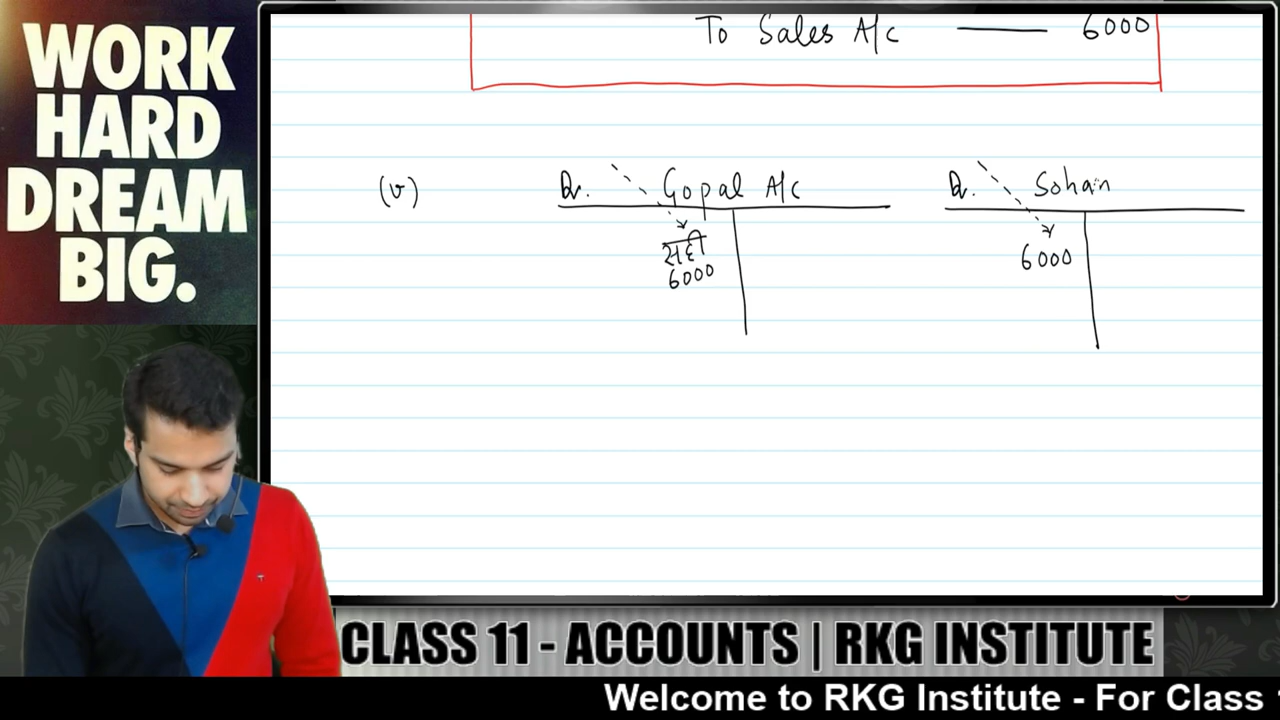 WORK
HARD
DREAM
BIG.
To Sales A/c — 6000
(v) Dr. Gopal A/c Dr. Sohan
सही
6000 6000
CLASS 11 - ACCOUNTS | RKG INSTITUTE
Welcome to RKG Institute - For Class 1